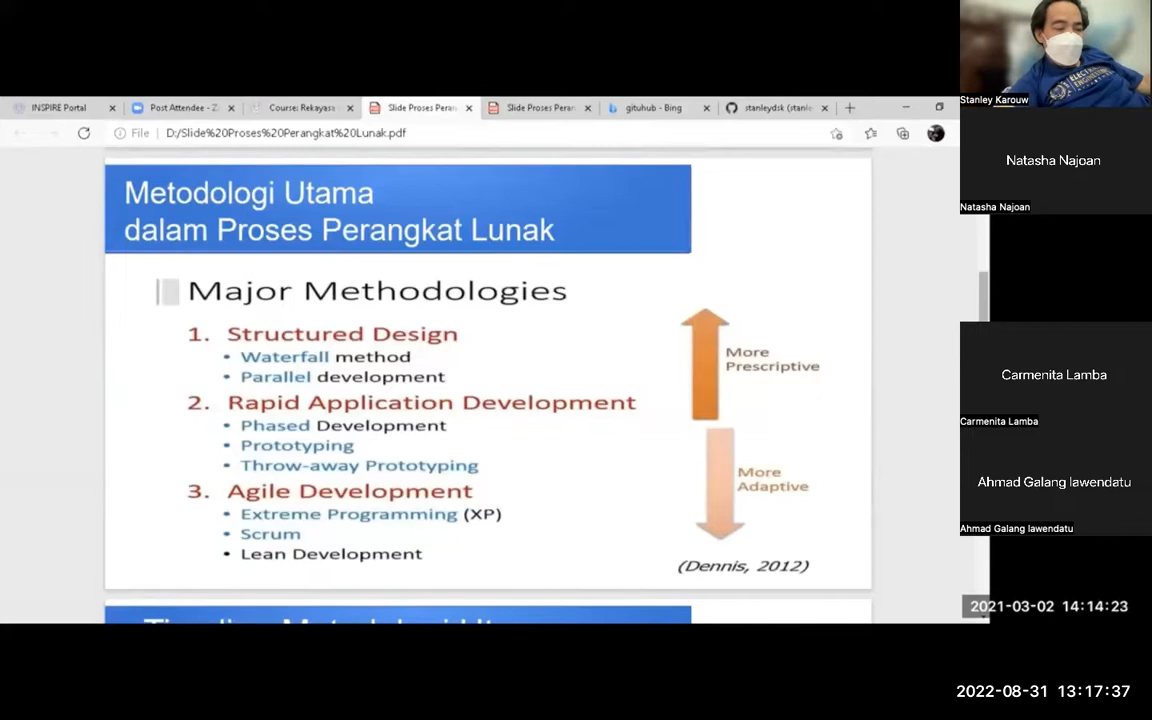 INSPIRE Portal
Post Attendee - Z
Course: Rekayasa
Slide Proses Peran
Slide Proses Peran
gituhub - Bing
stanleydsk (stanle
File
D:/Slide%20Proses%20Perangkat%20Lunak.pdf
Metodologi Utama
dalam Proses Perangkat Lunak
Major Methodologies
1. Structured Design
• Waterfall method
• Parallel development
2. Rapid Application Development
• Phased Development
• Prototyping
• Throw-away Prototyping
3. Agile Development
• Extreme Programming (XP)
• Scrum
• Lean Development
More
Prescriptive
More
Adaptive
(Dennis, 2012)
Stanley Karouw
Natasha Najoan
Natasha Najoan
Carmenita Lamba
Carmenita Lamba
Ahmad Galang lawendatu
Ahmad Galang lawendatu
2021-03-02 14:14:23
2022-08-31 13:17:37